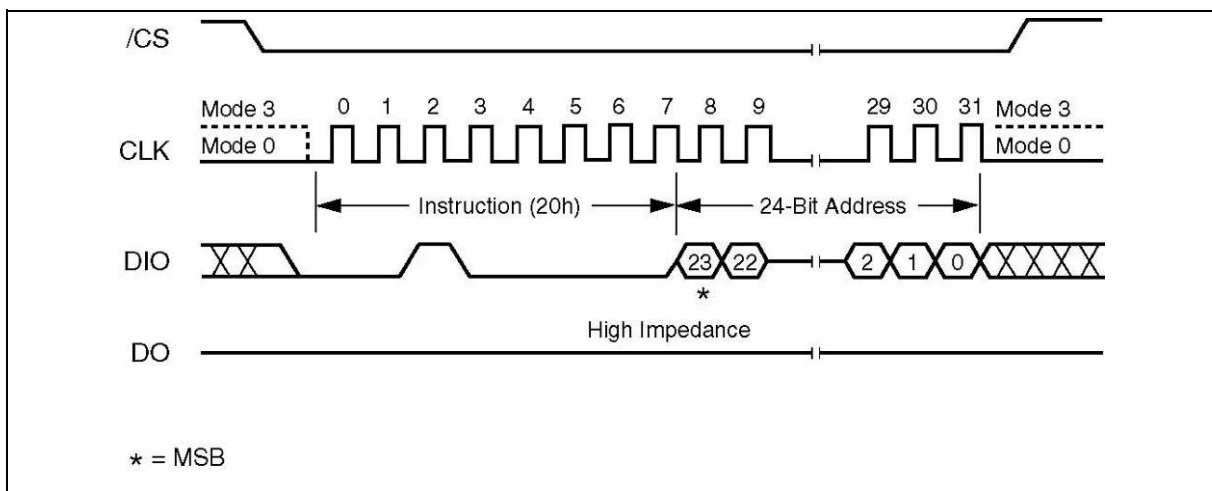 /CS
Mode 3 0 1 2 3 4 5 6 7 8 9 29 30 31 Mode 3
CLK Mode 0 Mode 0
Instruction (20h) 24-Bit Address
DIO 23 22 2 1 0
*
High Impedance
DO
* = MSB